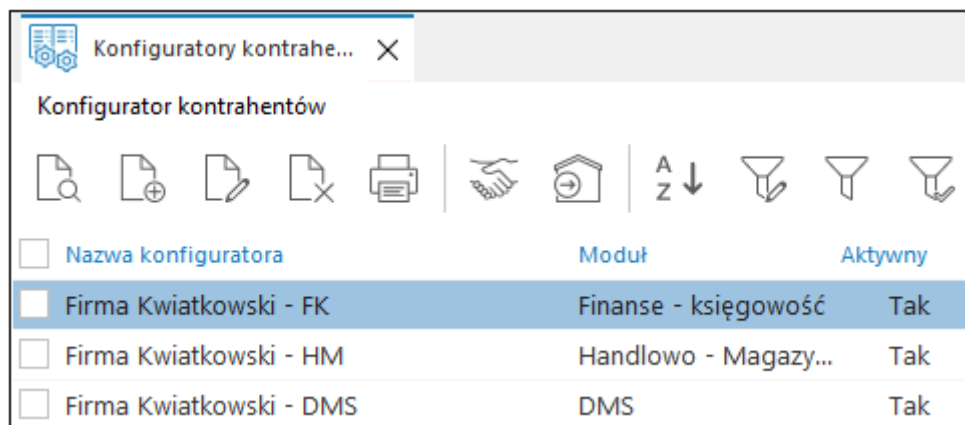 Konfiguratory kontrahe...
Konfigurator kontrahentów
A
Z
Nazwa konfiguratora Moduł Aktywny
Firma Kwiatkowski - FK Finanse - księgowość Tak
Firma Kwiatkowski - HM Handlowo - Magazy... Tak
Firma Kwiatkowski - DMS DMS Tak